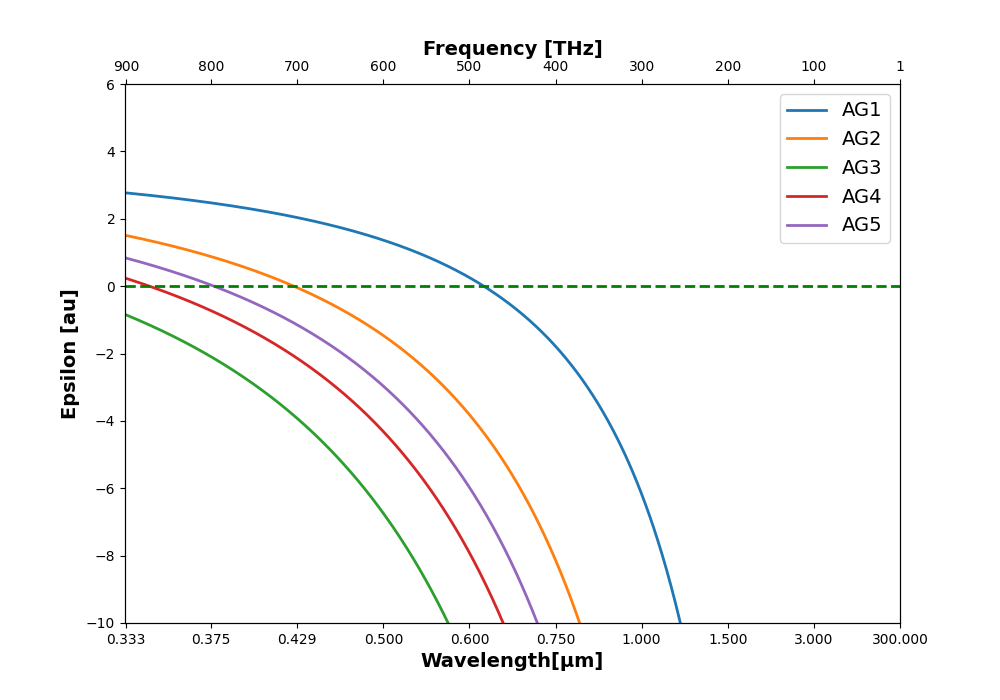 Frequency [THz]
900 800 700 600 500 400 300 200 100 1
6
4
2
0
−2
−4
−6
−8
−10
Epsilon [au]
AG1
AG2
AG3
AG4
AG5
0.333 0.375 0.429 0.500 0.600 0.750 1.000 1.500 3.000 300.000
Wavelength[μm]